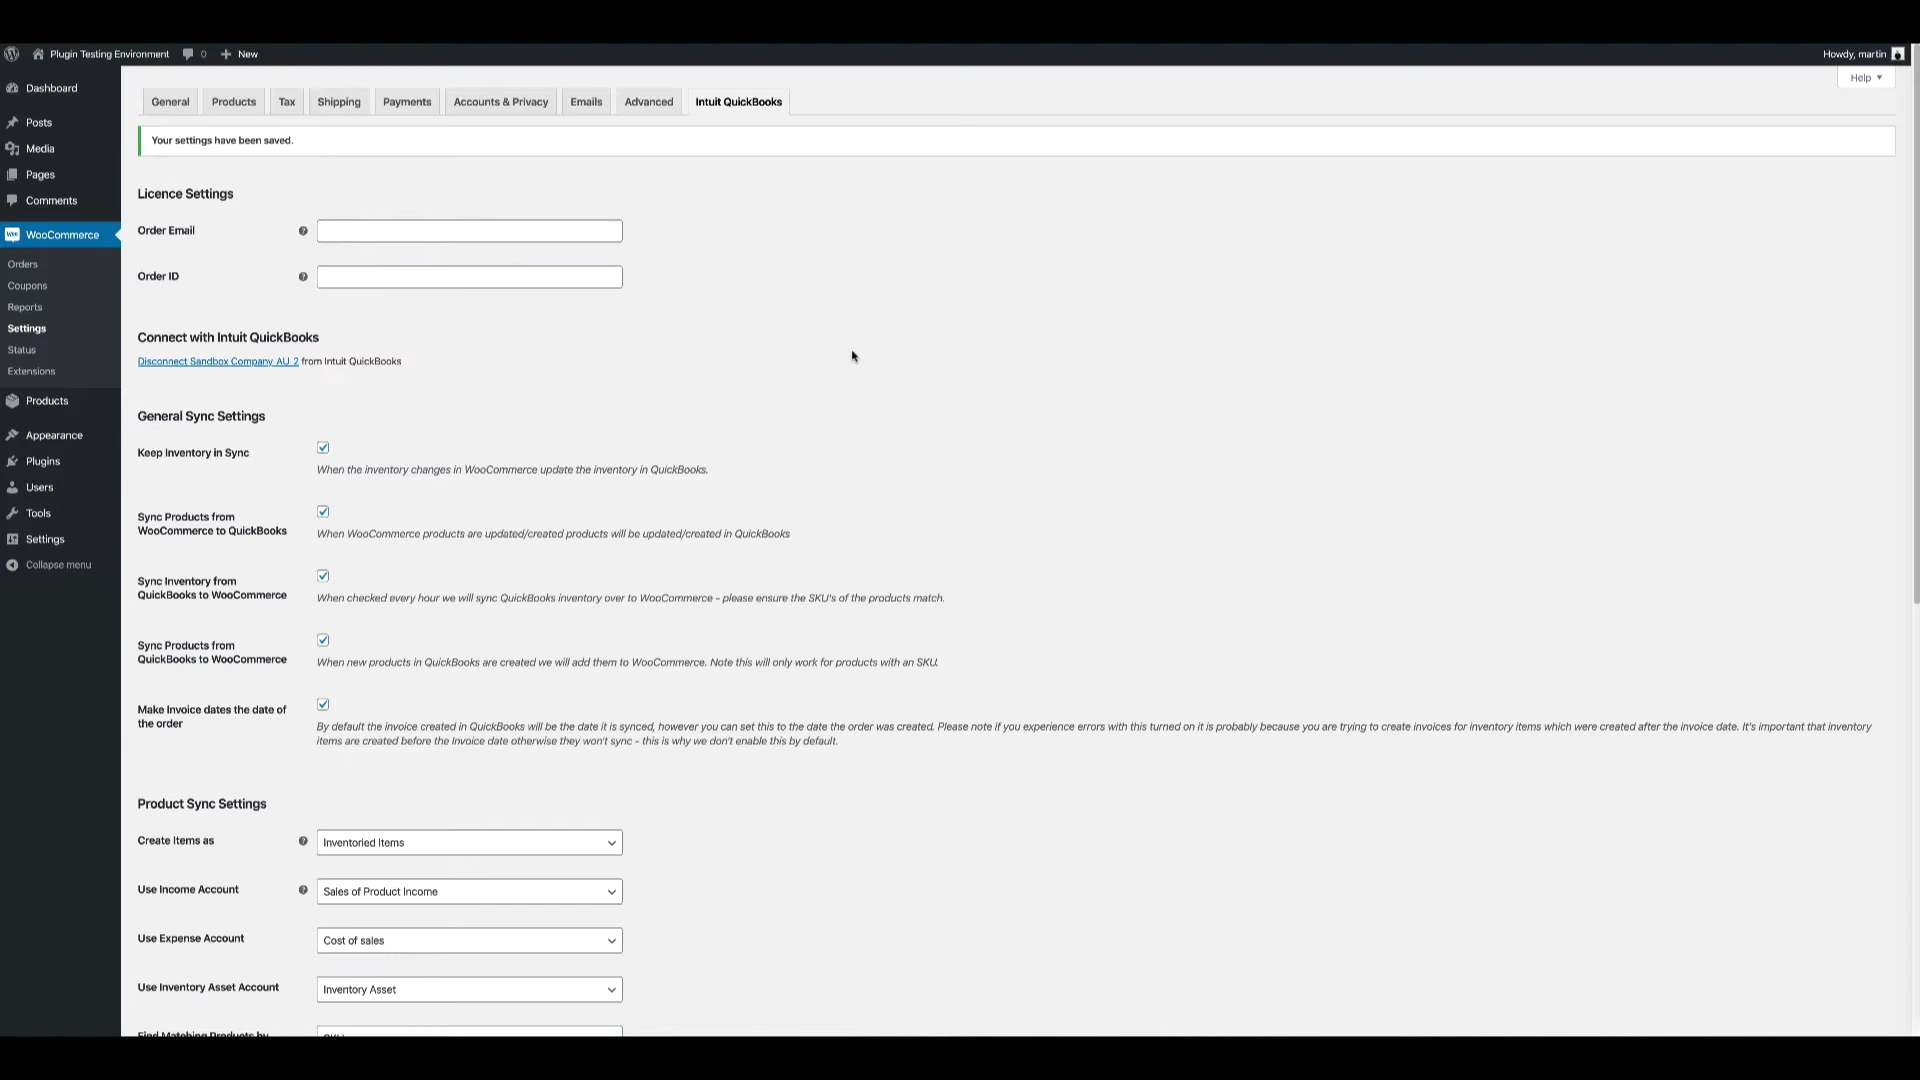 Plugin Testing Environment 0 New Howdy, martin
Help
Dashboard
Posts
Media
Pages
Comments
Woo WooCommerce
Orders
Coupons
Reports
Settings
Status
Extensions
Products
Appearance
Plugins
Users
Tools
Settings
Collapse menu
General Products Tax Shipping Payments Accounts & Privacy Emails Advanced Intuit QuickBooks
Your settings have been saved.
Licence Settings
Order Email
Order ID
Connect with Intuit QuickBooks
Disconnect Sandbox Company AU 2 from Intuit QuickBooks
General Sync Settings
Keep Inventory in Sync
When the inventory changes in WooCommerce update the inventory in QuickBooks.
Sync Products from
WooCommerce to QuickBooks
When WooCommerce products are updated/created products will be updated/created in QuickBooks
Sync Inventory from
QuickBooks to WooCommerce
When checked every hour we will sync QuickBooks inventory over to WooCommerce - please ensure the SKU's of the products match.
Sync Products from
QuickBooks to WooCommerce
When new products in QuickBooks are created we will add them to WooCommerce. Note this will only work for products with an SKU.
Make Invoice dates the date of
the order
By default the invoice created in QuickBooks will be the date it is synced, however you can set this to the date the order was created. Please note if you experience errors with this turned on it is probably because you are trying to create invoices for inventory items which were created after the invoice date. It's important that inventory
items are created before the Invoice date otherwise they won't sync - this is why we don't enable this by default.
Product Sync Settings
Create Items as Inventoried Items
Use Income Account Sales of Product Income
Use Expense Account Cost of sales
Use Inventory Asset Account Inventory Asset
Find Matching Products by